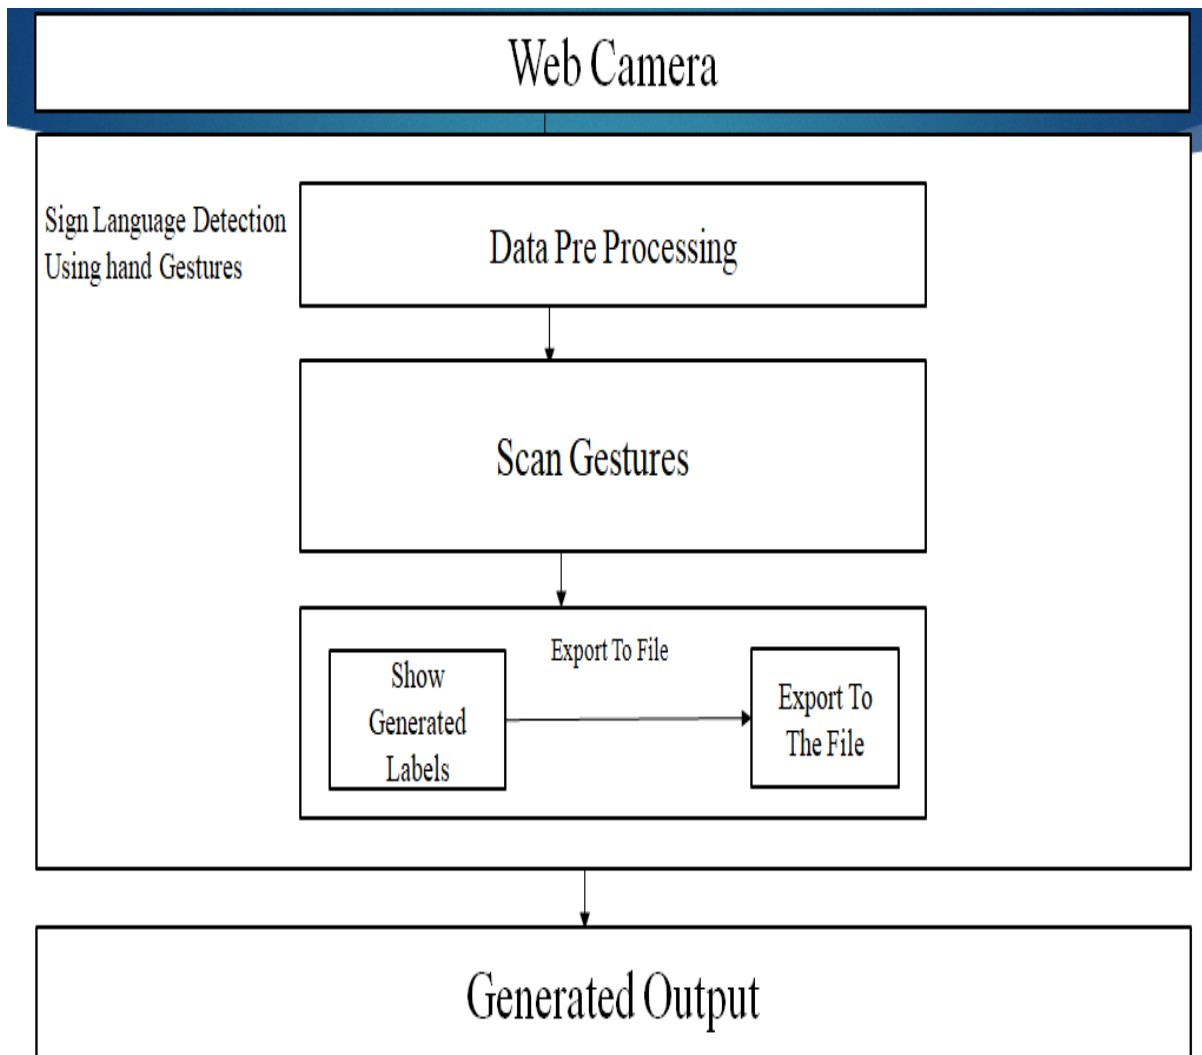 Web Camera
Sign Language Detection
Using hand Gestures
Data Pre Processing
Scan Gestures
Export To File
Show
Generated
Labels
Export To
The File
Generated Output